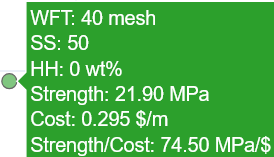 WFT: 40 mesh
SS: 50
HH: 0 wt%
Strength: 21.90 MPa
Cost: 0.295 $/m
Strength/Cost: 74.50 MPa/$